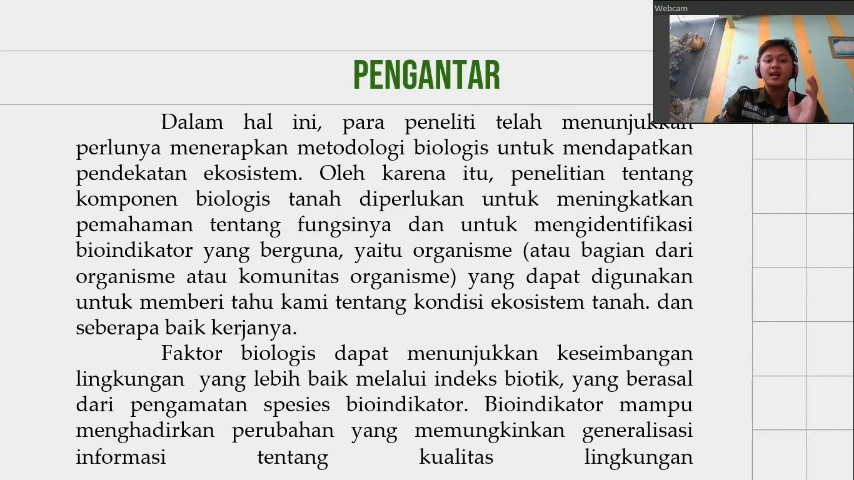 Webcam
PENGANTAR
Dalam hal ini, para peneliti telah menunjukkan
perlunya menerapkan metodologi biologis untuk mendapatkan
pendekatan ekosistem. Oleh karena itu, penelitian tentang
komponen biologis tanah diperlukan untuk meningkatkan
pemahaman tentang fungsinya dan untuk mengidentifikasi
bioindikator yang berguna, yaitu organisme (atau bagian dari
organisme atau komunitas organisme) yang dapat digunakan
untuk memberi tahu kami tentang kondisi ekosistem tanah. dan
seberapa baik kerjanya.
Faktor biologis dapat menunjukkan keseimbangan
lingkungan yang lebih baik melalui indeks biotik, yang berasal
dari pengamatan spesies bioindikator. Bioindikator mampu
menghadirkan perubahan yang memungkinkan generalisasi
informasi tentang kualitas lingkungan